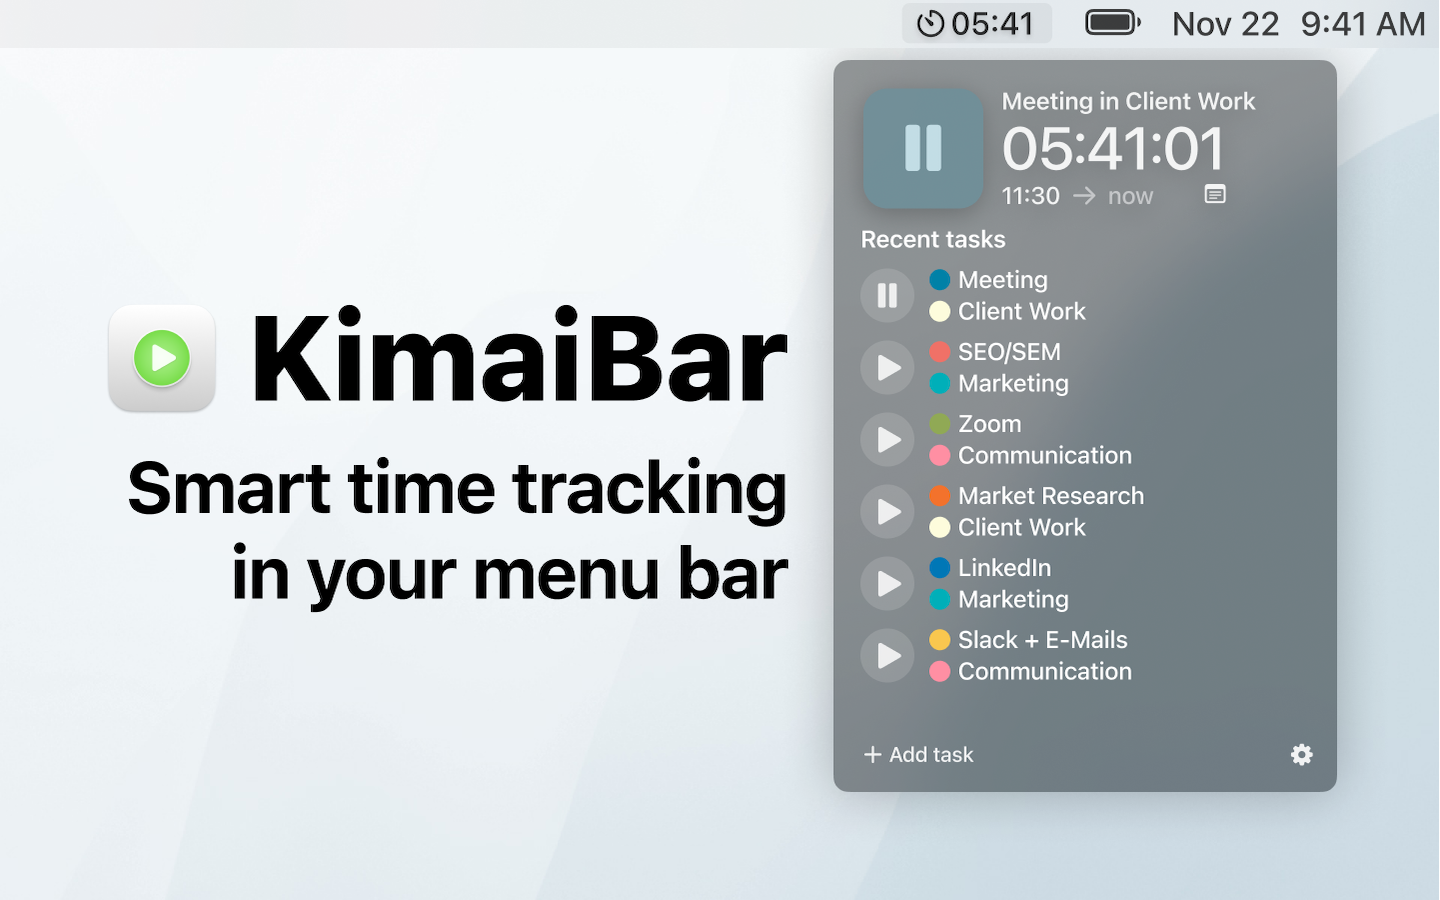 05:41 Nov 22 9:41 AM
KimaiBar
Smart time tracking
in your menu bar
Meeting in Client Work
05:41:01
11:30 → now
Recent tasks
Meeting
Client Work
SEO/SEM
Marketing
Zoom
Communication
Market Research
Client Work
LinkedIn
Marketing
Slack + E-Mails
Communication
+ Add task